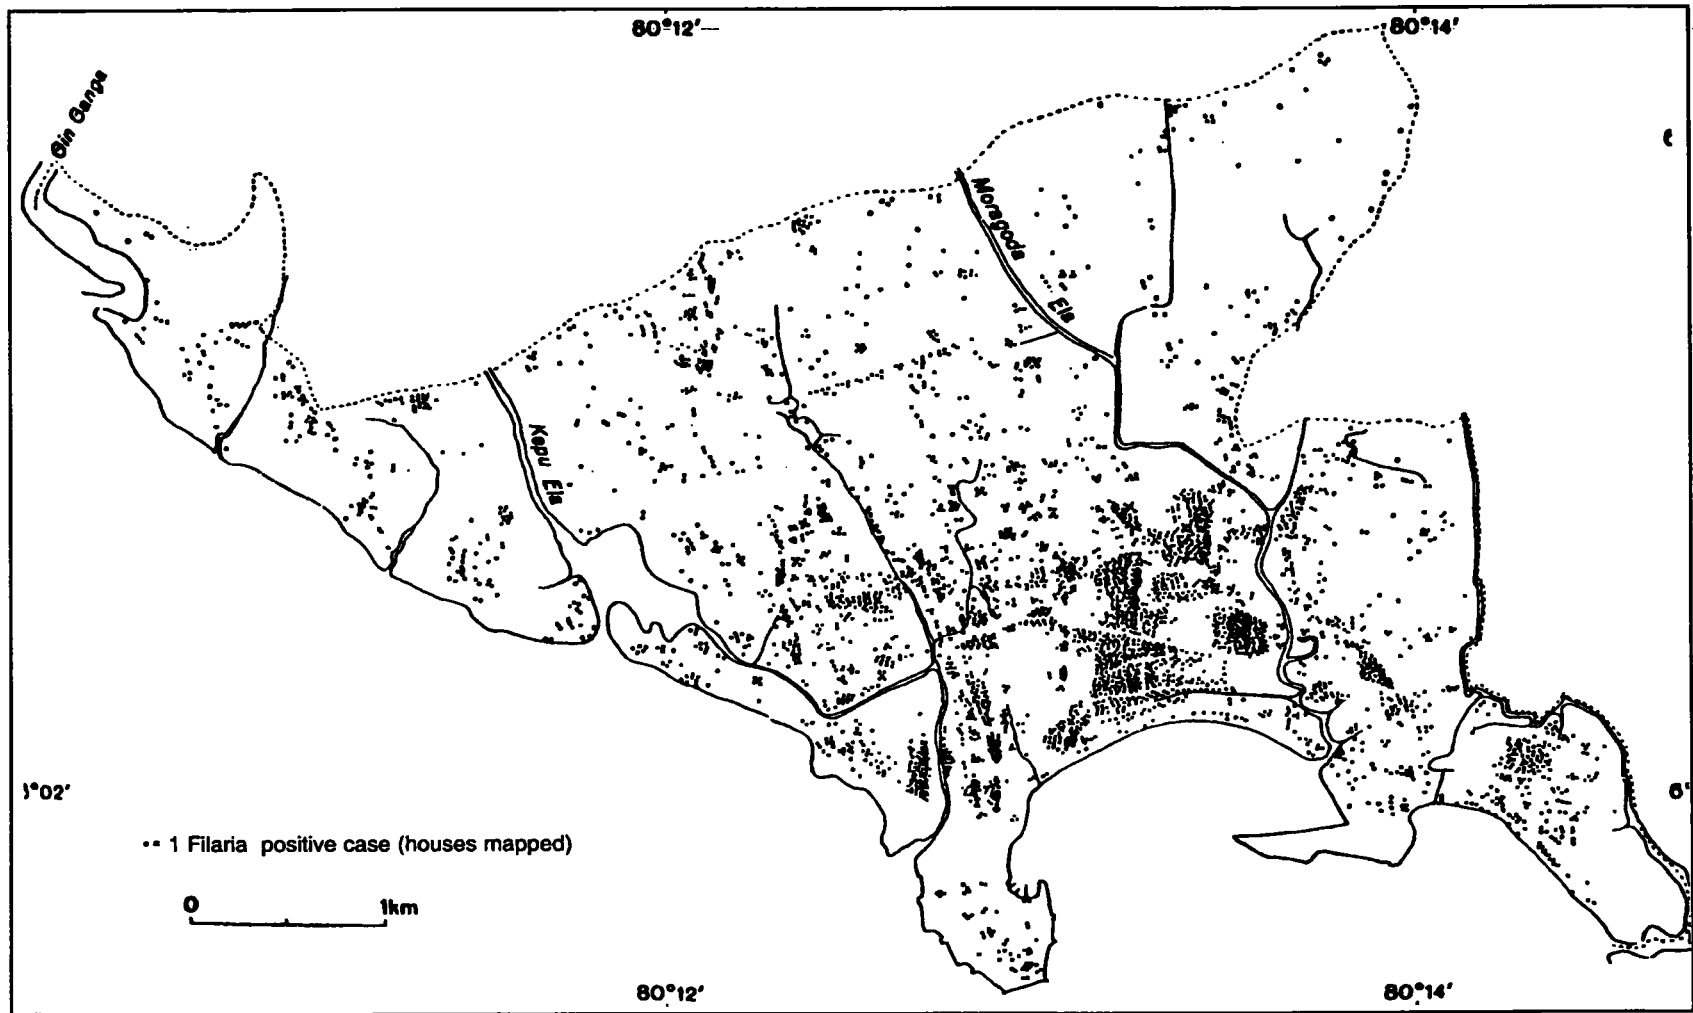 80°12′
80°14′
Gin Ganga
Moragoda
Ela
Kepu Ela
°02′
6°
1 Filaria positive case (houses mapped)
0
1km
80°12′
80°14′